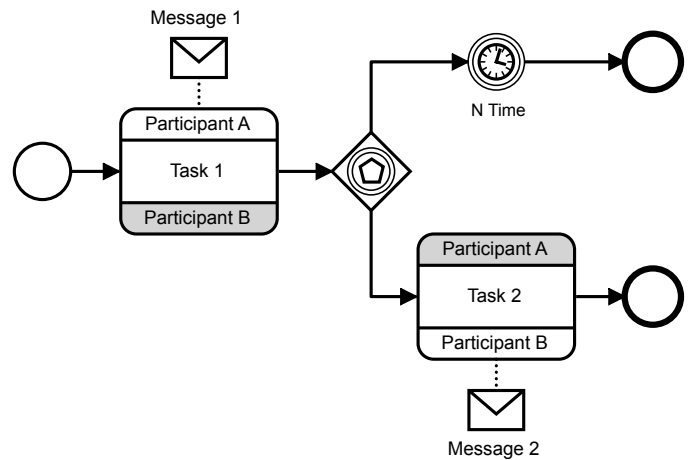 Message 1
Participant A
Task 1
Participant B
N Time
Participant A
Task 2
Participant B
Message 2